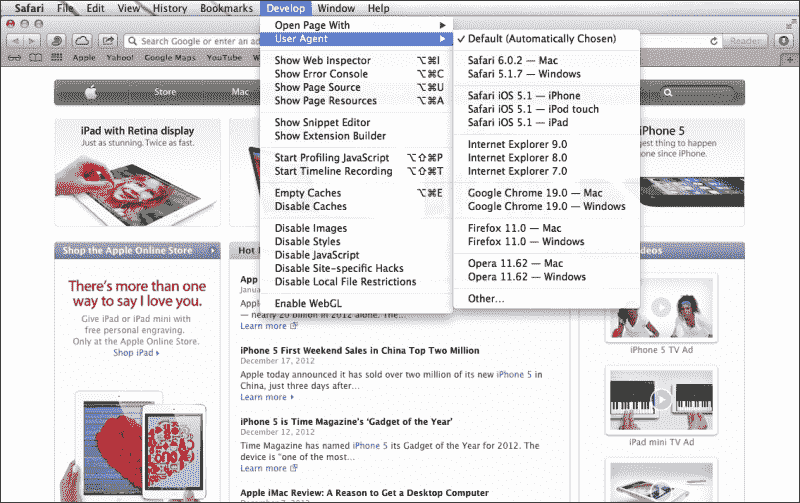 Safari File Edit View History Bookmarks Develop Window Help
Search Google or enter an ad
Reader
Apple Yahoo! Google Maps YouTube W
Open Page With
User Agent
Show Web Inspector ⌥⌘I
Show Error Console ⌥⌘C
Show Page Source ⌥⌘U
Show Page Resources ⌥⌘A
Show Snippet Editor
Show Extension Builder
Start Profiling JavaScript ⌥⇧⌘P
Start Timeline Recording ⌥⇧⌘T
Empty Caches ⌥⌘E
Disable Caches
Disable Images
Disable Styles
Disable JavaScript
Disable Site-specific Hacks
Disable Local File Restrictions
Enable WebGL
✓ Default (Automatically Chosen)
Safari 6.0.2 — Mac
Safari 5.1.7 — Windows
Safari iOS 5.1 — iPhone
Safari iOS 5.1 — iPod touch
Safari iOS 5.1 — iPad
Internet Explorer 9.0
Internet Explorer 8.0
Internet Explorer 7.0
Google Chrome 19.0 — Mac
Google Chrome 19.0 — Windows
Firefox 11.0 — Mac
Firefox 11.0 — Windows
Opera 11.62 — Mac
Opera 11.62 — Windows
Other...
Store Mac
iPad with Retina display
Just as stunning. Twice as fast.
iPhone 5
gest thing to happen
one since iPhone.
Shop the Apple Online Store
There's more than one
way to say I love you.
Give iPad or iPad mini with
free personal engraving.
Only at the Apple Online Store.
Shop iPad
Hot
App
Janua
Apple
— nearly 20 billion in 2012 alone. The...
Learn more
iPhone 5 First Weekend Sales in China Top Two Million
December 17, 2012
Apple today announced it has sold over two million of its new iPhone 5 in
China, just three days after...
Learn more
iPhone 5 is Time Magazine's ‘Gadget of the Year’
December 12, 2012
Time Magazine has named iPhone 5 its Gadget of the Year for 2012. The
device is “one of the most...
Learn more
Apple iMac Review: A Reason to Get a Desktop Computer
deos
iPhone 5 TV Ad
iPad mini TV Ad